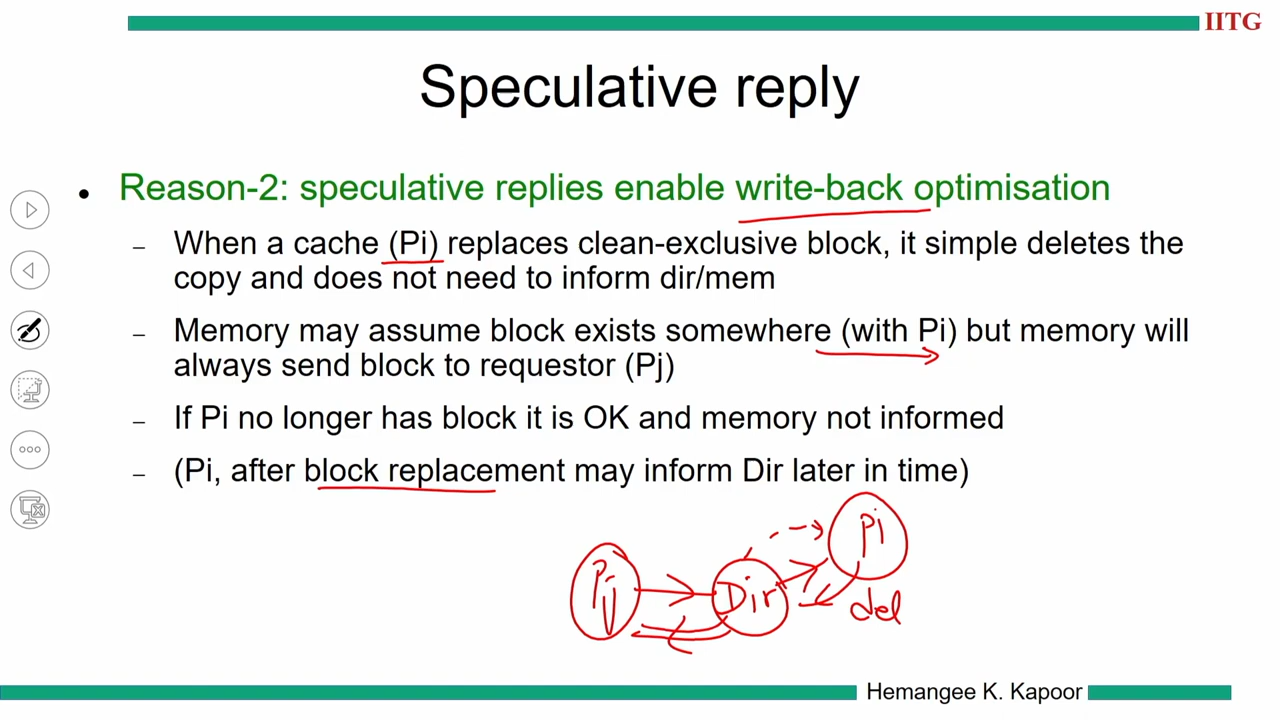 IITG
Speculative reply
• Reason-2: speculative replies enable write-back optimisation
– When a cache (Pi) replaces clean-exclusive block, it simple deletes the
copy and does not need to inform dir/mem
– Memory may assume block exists somewhere (with Pi) but memory will
always send block to requestor (Pj)
– If Pi no longer has block it is OK and memory not informed
– (Pi, after block replacement may inform Dir later in time)
Pi
Pj Dir
del
Hemangee K. Kapoor